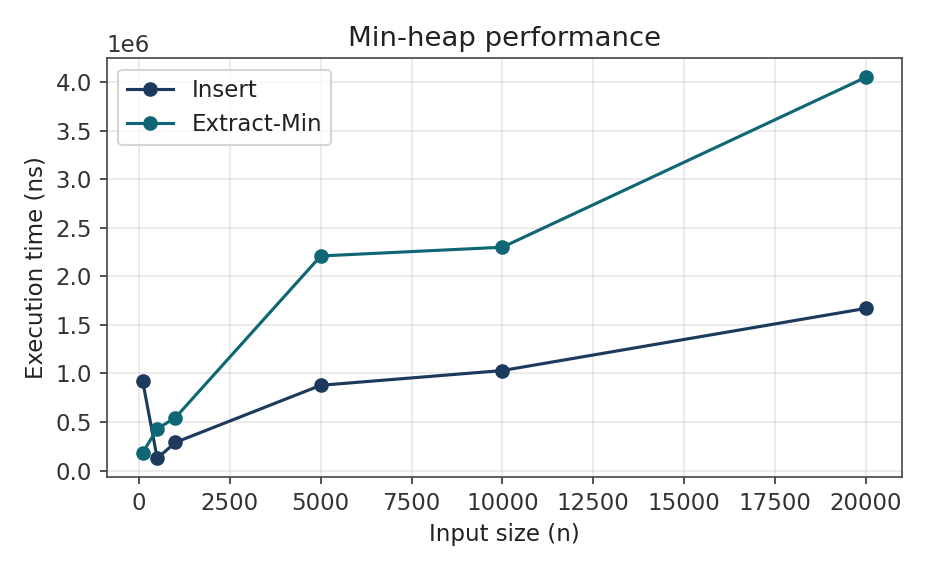 Min-heap performance
1e6
Insert
Extract-Min
4.0
3.5
3.0
2.5
2.0
1.5
1.0
0.5
0.0
Execution time (ns)
0 2500 5000 7500 10000 12500 15000 17500 20000
Input size (n)